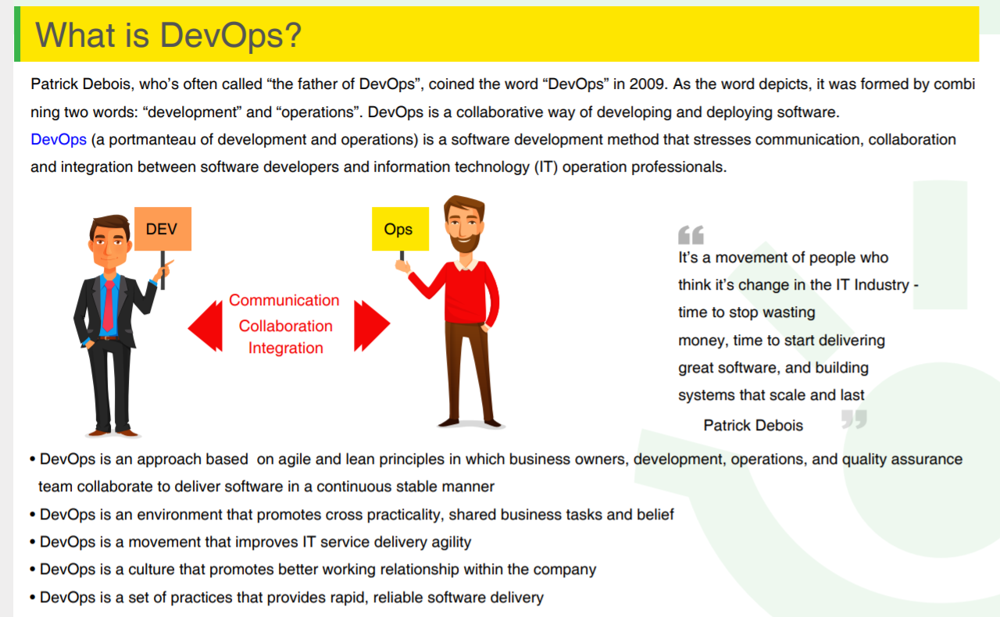 What is DevOps?
Patrick Debois, who's often called “the father of DevOps”, coined the word “DevOps” in 2009. As the word depicts, it was formed by combi
ning two words: “development” and “operations”. DevOps is a collaborative way of developing and deploying software.
DevOps (a portmanteau of development and operations) is a software development method that stresses communication, collaboration
and integration between software developers and information technology (IT) operation professionals.
DEV
Ops
Communication
Collaboration
Integration
“
It's a movement of people who
think it's change in the IT Industry -
time to stop wasting
money, time to start delivering
great software, and building
systems that scale and last
Patrick Debois ”
• DevOps is an approach based  on agile and lean principles in which business owners, development, operations, and quality assurance
team collaborate to deliver software in a continuous stable manner
• DevOps is an environment that promotes cross practicality, shared business tasks and belief
• DevOps is a movement that improves IT service delivery agility
• DevOps is a culture that promotes better working relationship within the company
• DevOps is a set of practices that provides rapid, reliable software delivery